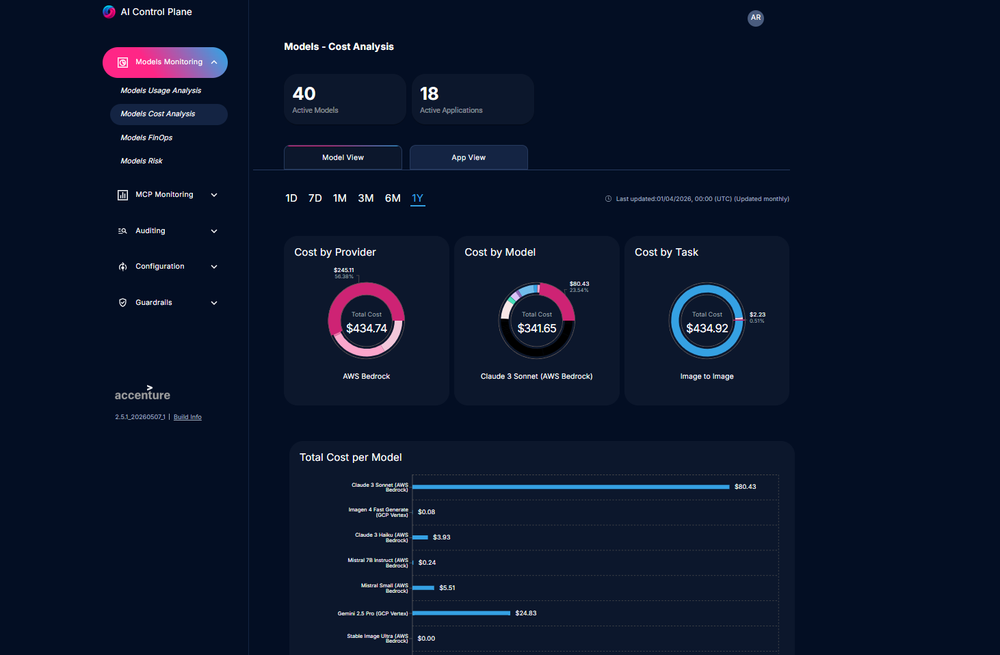 AI Control Plane
AR
Models Monitoring
Models Usage Analysis
Models Cost Analysis
Models FinOps
Models Risk
MCP Monitoring
Auditing
Configuration
Guardrails
accenture
2.5.1_20260507_1 | Build Info
Models - Cost Analysis
40
Active Models
18
Active Applications
Model View
App View
1D 7D 1M 3M 6M 1Y
Last updated:01/04/2026, 00:00 (UTC) (Updated monthly)
Cost by Provider
$245.11
56.38%
Total Cost
$434.74
AWS Bedrock
Cost by Model
$80.43
23.54%
Total Cost
$341.65
Claude 3 Sonnet (AWS Bedrock)
Cost by Task
$2.23
0.51%
Total Cost
$434.92
Image to Image
Total Cost per Model
Claude 3 Sonnet (AWS
Bedrock)
$80.43
Imagen 4 Fast Generate
(GCP Vertex)
$0.08
Claude 3 Haiku (AWS
Bedrock)
$3.93
Mistral 7B Instruct (AWS
Bedrock)
$0.24
Mistral Small (AWS
Bedrock)
$5.51
Gemini 2.5 Pro (GCP Vertex)
$24.83
Stable Image Ultra (AWS
Bedrock)
$0.00